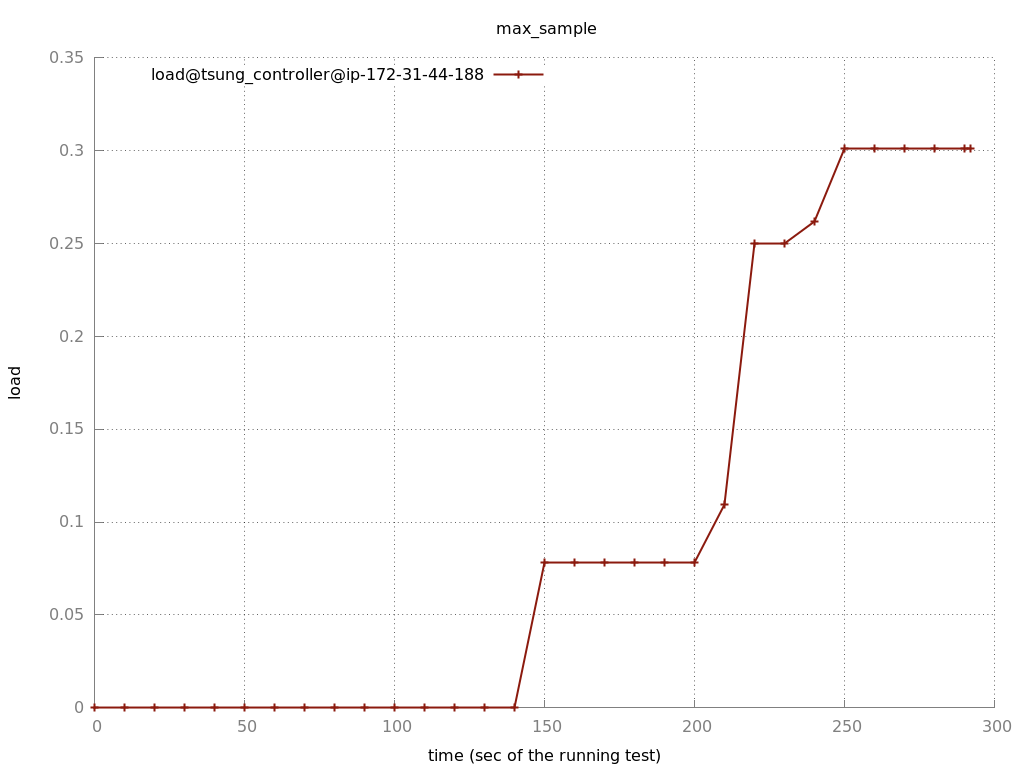 max_sample
0.35
load@tsung_controller@ip-172-31-44-188
0.3
0.25
0.2
load
0.15
0.1
0.05
0
0 50 100 150 200 250 300
time (sec of the running test)